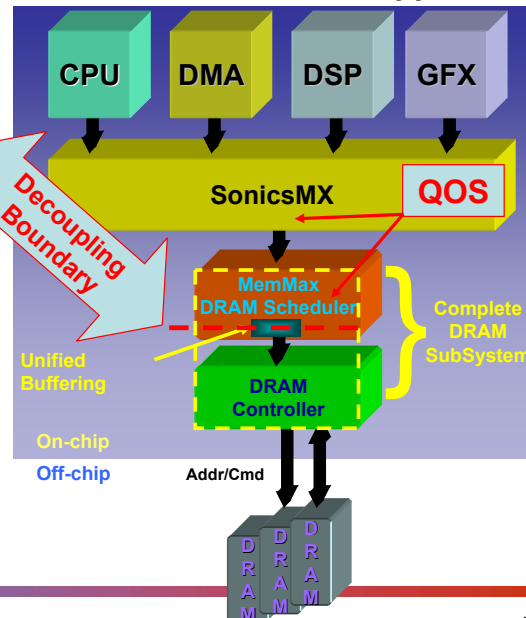 CPU
DMA
DSP
GFX
SonicsMX
QOS
Decoupling
Boundary
MemMax
DRAM Scheduler
Complete
DRAM
SubSystem
Unified
Buffering
DRAM
Controller
On-chip
Off-chip
Addr/Cmd
DRAM
DRAM
DRAM